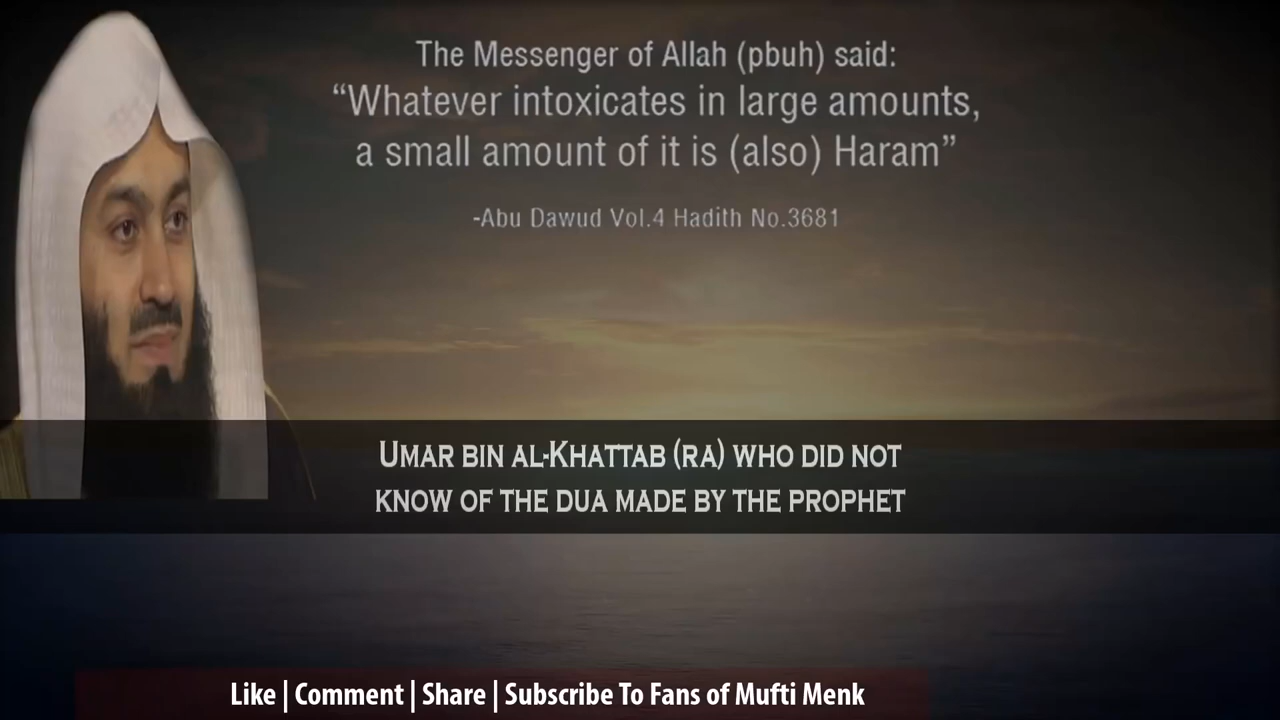 The Messenger of Allah (pbuh) said:
“Whatever intoxicates in large amounts,
a small amount of it is (also) Haram”
-Abu Dawud Vol.4 Hadith No.3681
UMAR BIN AL-KHATTAB (RA) WHO DID NOT
KNOW OF THE DUA MADE BY THE PROPHET
Like | Comment | Share | Subscribe To Fans of Mufti Menk